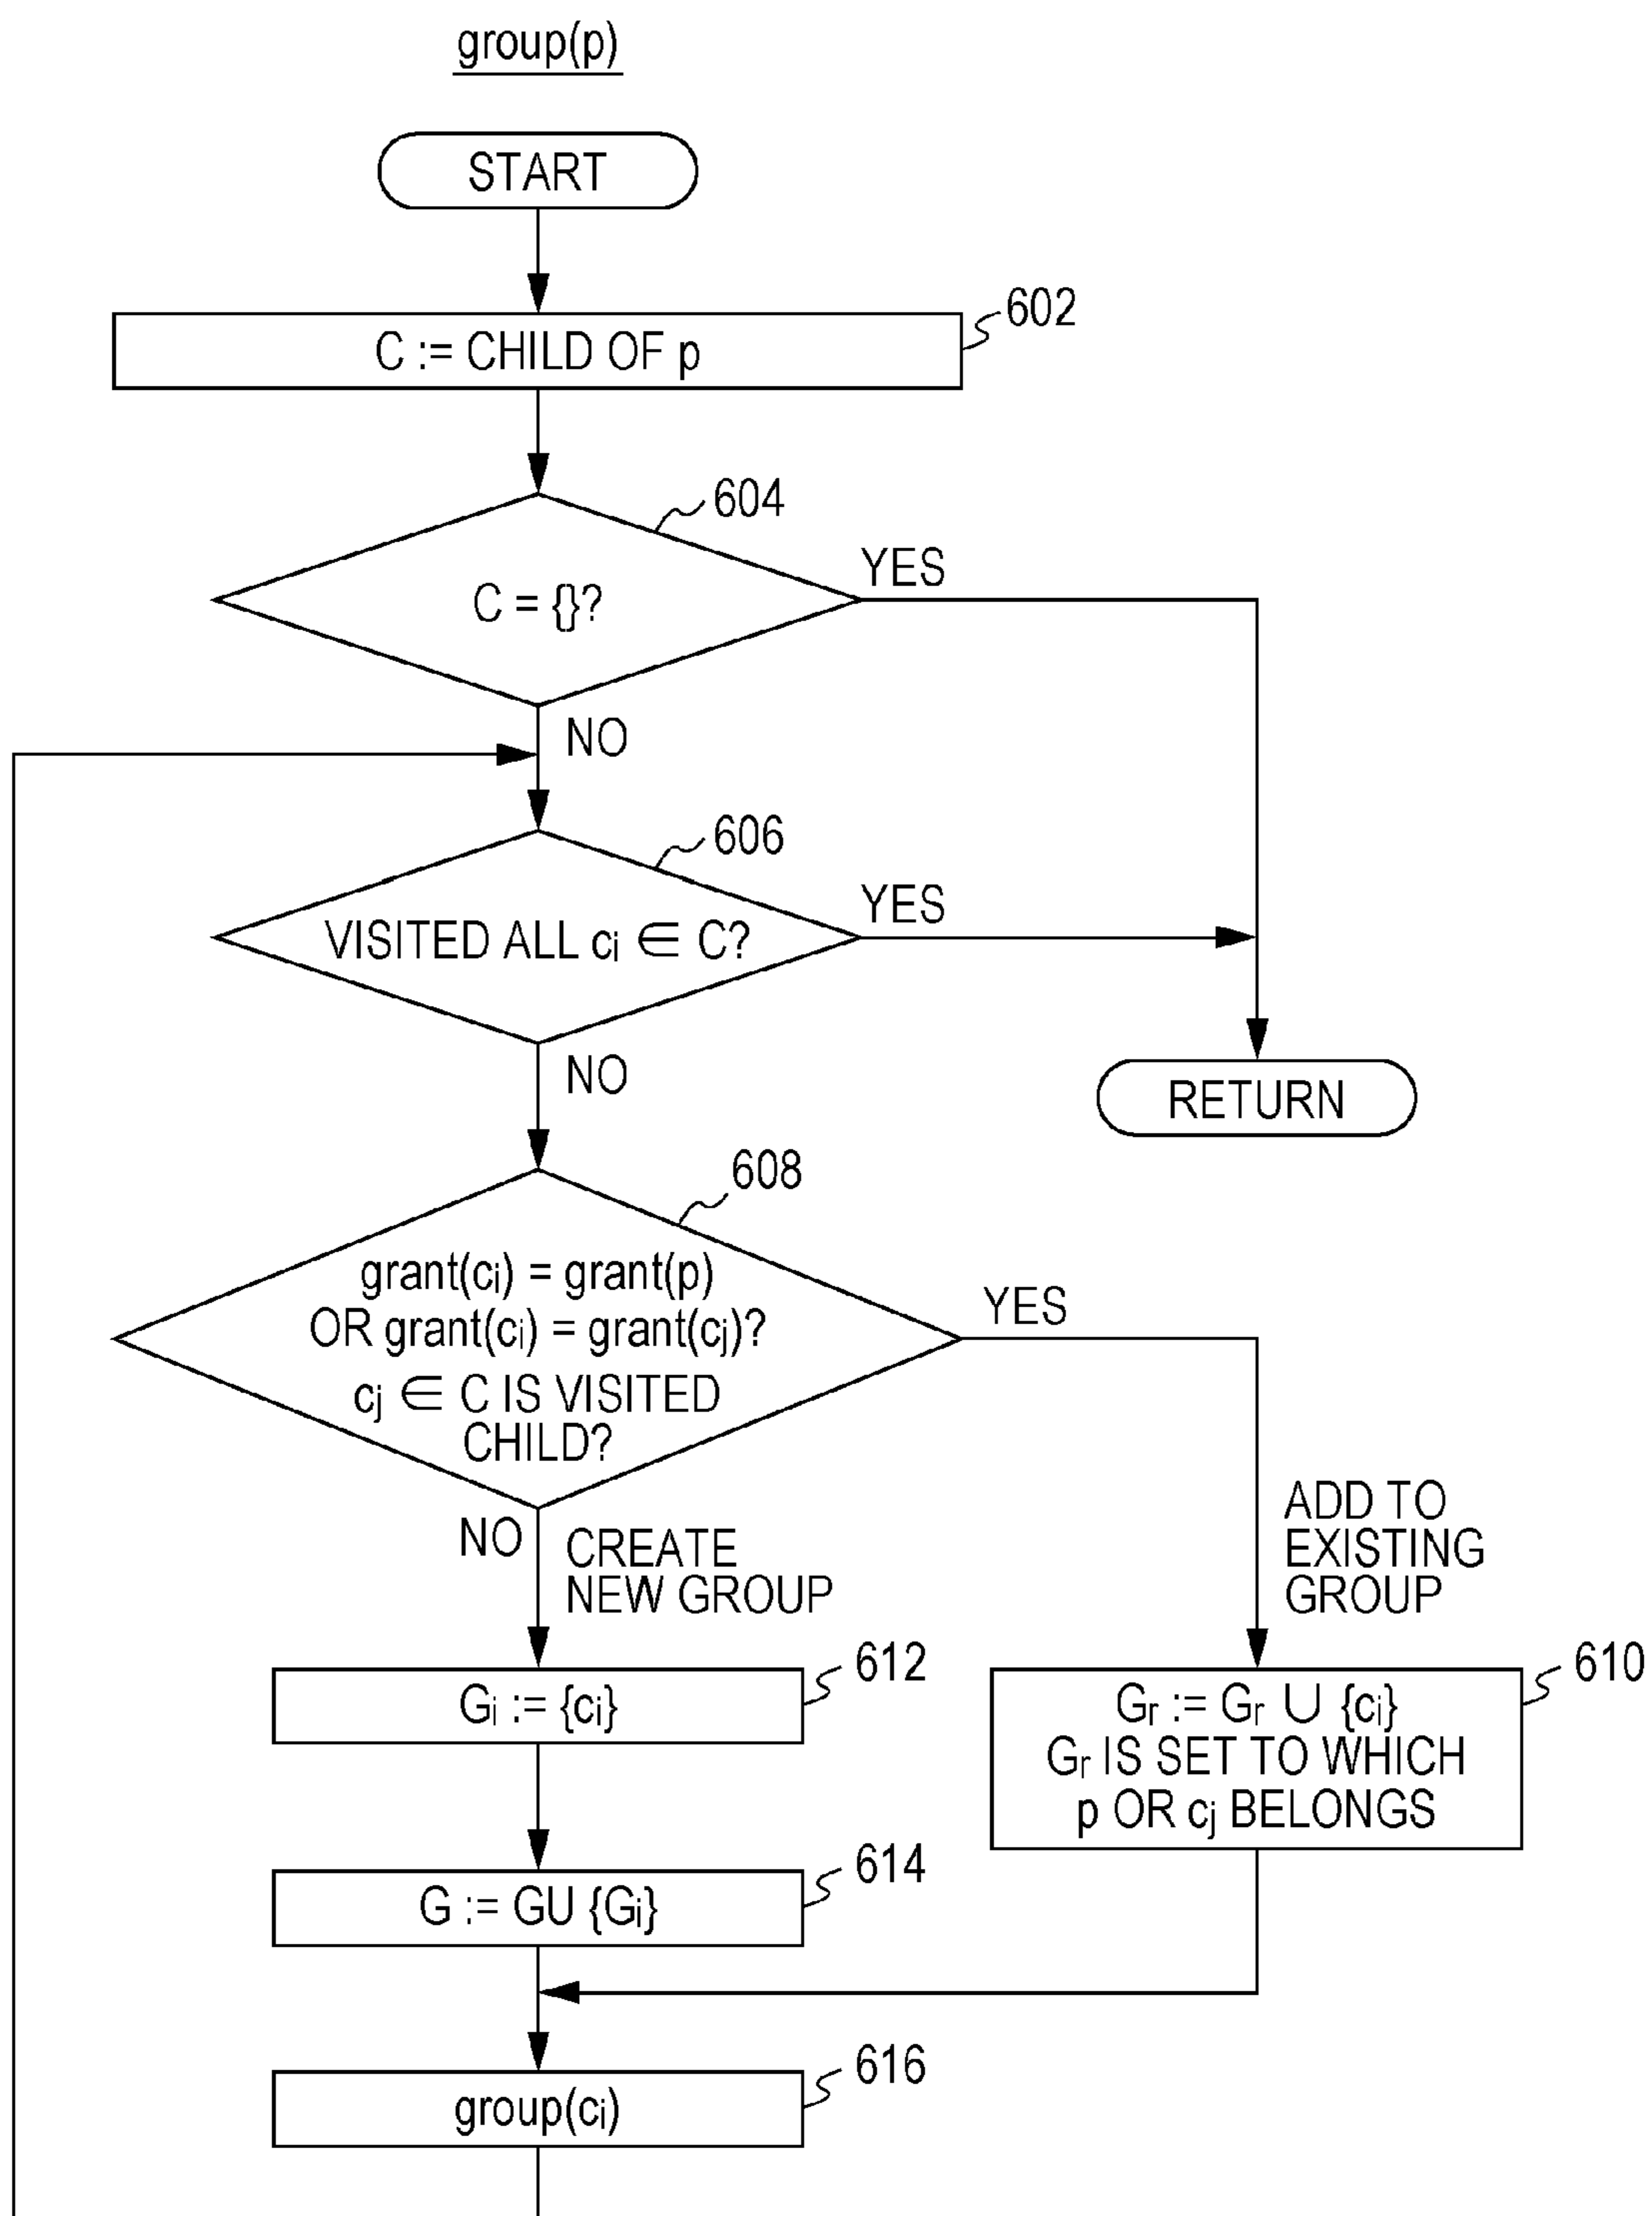 group(p)
START
C := CHILD OF p
602
604
C = {}?
YES
NO
606
VISITED ALL ci ∈ C?
YES
NO
RETURN
608
grant(ci) = grant(p)
OR grant(ci) = grant(cj)?
cj ∈ C IS VISITED
CHILD?
YES
NO
CREATE
NEW GROUP
ADD TO
EXISTING
GROUP
612
Gi := {ci}
610
Gr := Gr ∪ {ci}
Gr IS SET TO WHICH
p OR cj BELONGS
614
G := GU {Gi}
616
group(ci)